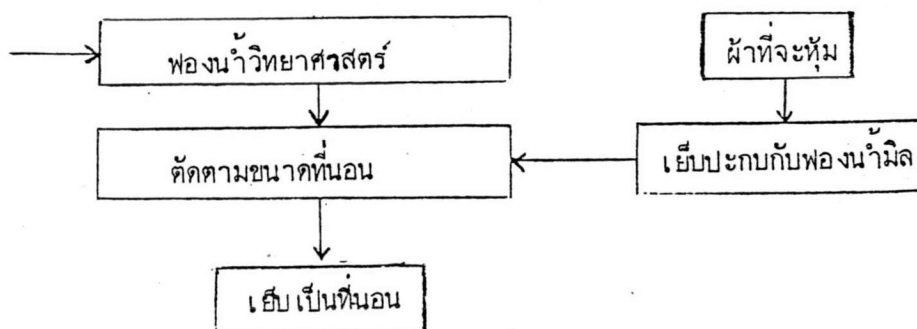 ฟองน้ำวิทยาศาสตร์
ผ้าที่จะหุ้ม
ตัดตามขนาดที่นอน
เย็บประกบกับฟองน้ำมิล
เย็บเป็นที่นอน